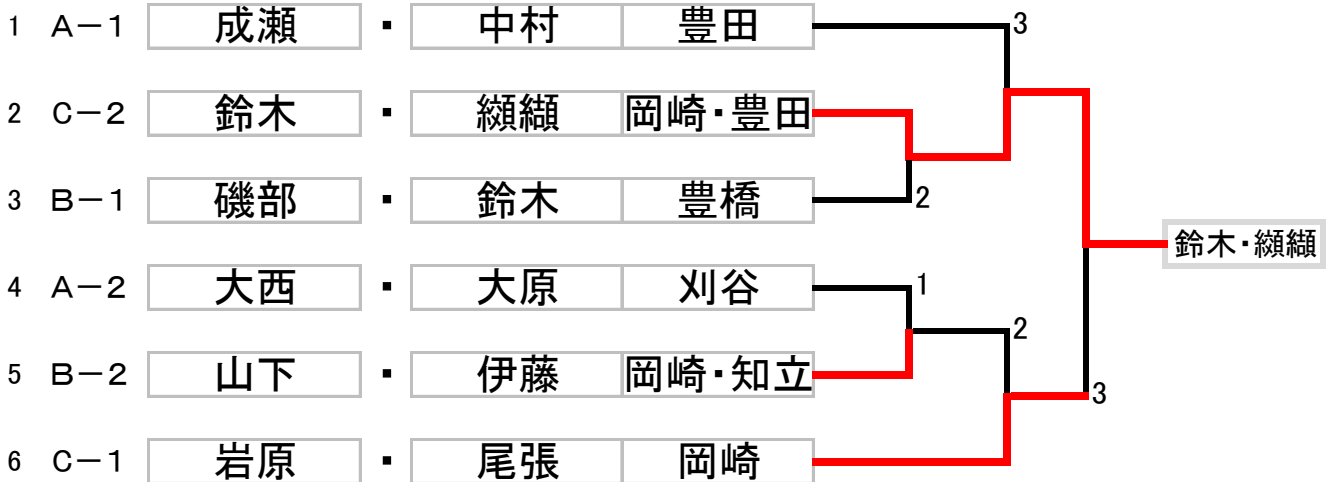 1 A－1 成瀬 ・ 中村 豊田 3
2 C－2 鈴木 ・ 纐纈 岡崎・豊田
3 B－1 磯部 ・ 鈴木 豊橋 2
鈴木・纐纈
4 A－2 大西 ・ 大原 刈谷 1
2
5 B－2 山下 ・ 伊藤 岡崎・知立
3
6 C－1 岩原 ・ 尾張 岡崎